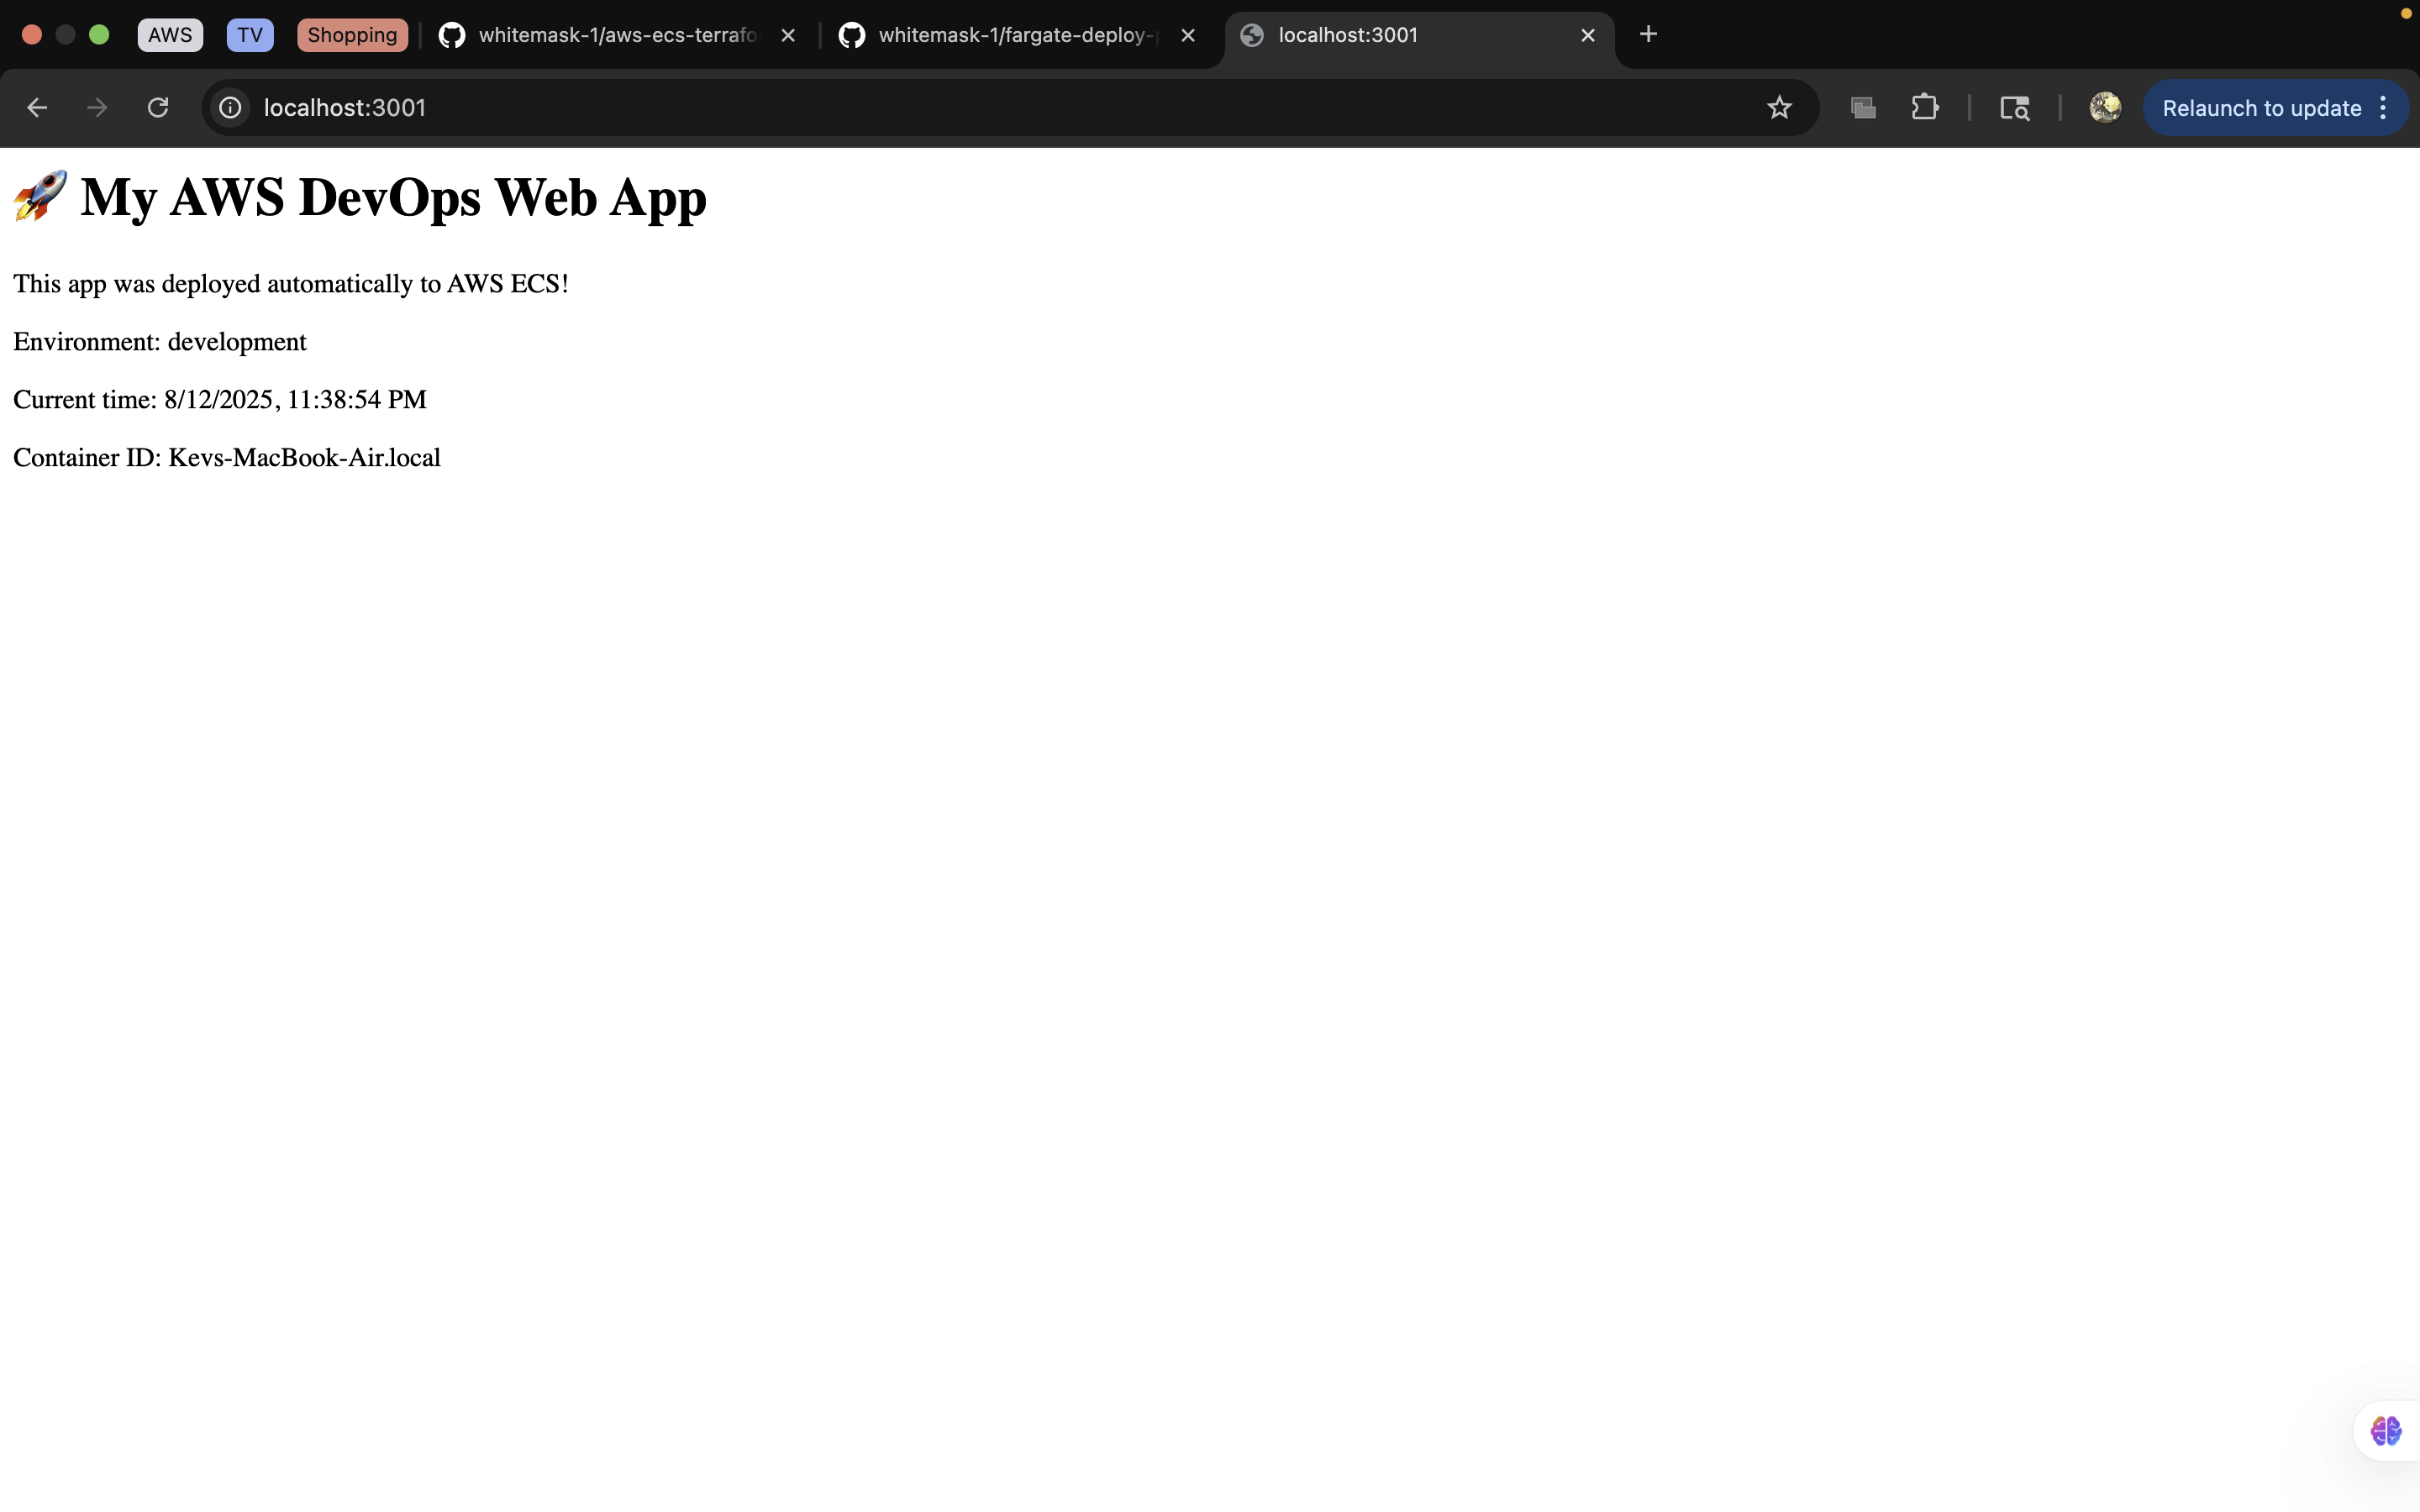 AWS TV Shopping whitemask-1/aws-ecs-terrafo whitemask-1/fargate-deploy- localhost:3001
localhost:3001 Relaunch to update
🚀 My AWS DevOps Web App
This app was deployed automatically to AWS ECS!
Environment: development
Current time: 8/12/2025, 11:38:54 PM
Container ID: Kevs-MacBook-Air.local